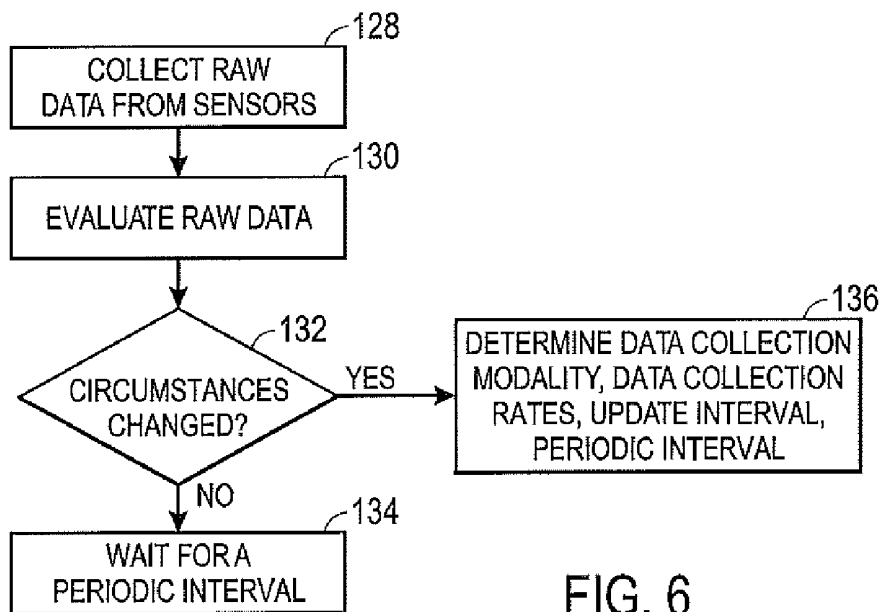 128
COLLECT RAW
DATA FROM SENSORS
130
EVALUATE RAW DATA
132
CIRCUMSTANCES
CHANGED?
YES
136
DETERMINE DATA COLLECTION
MODALITY, DATA COLLECTION
RATES, UPDATE INTERVAL,
PERIODIC INTERVAL
NO
134
WAIT FOR A
PERIODIC INTERVAL
FIG. 6